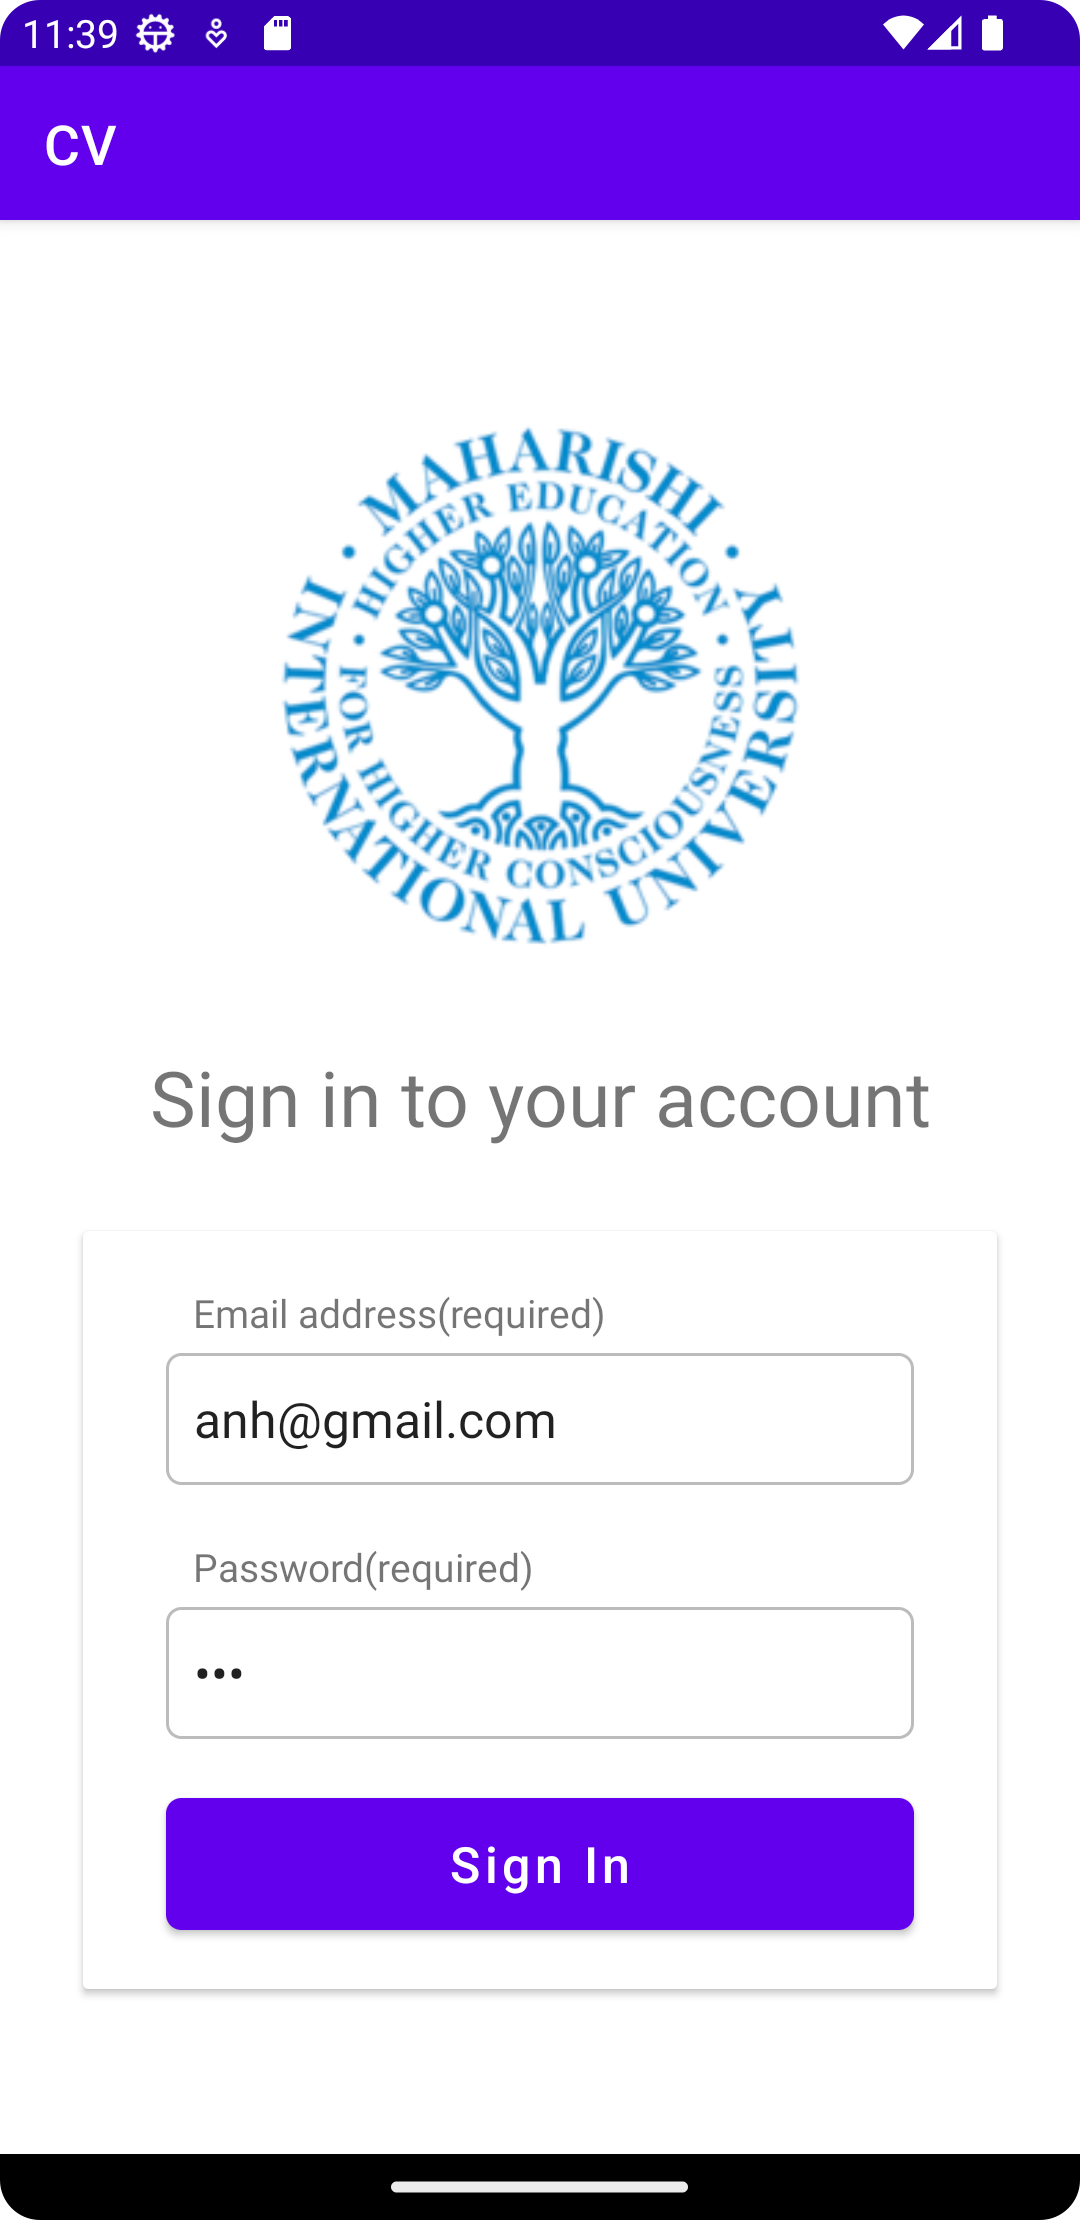 11:39
CV
MAHARISHI
INTERNATIONAL UNIVERSITY
HIGHER EDUCATION
FOR HIGHER CONSCIOUSNESS
Sign in to your account
Email address(required)
anh@gmail.com
Password(required)
•••
Sign In